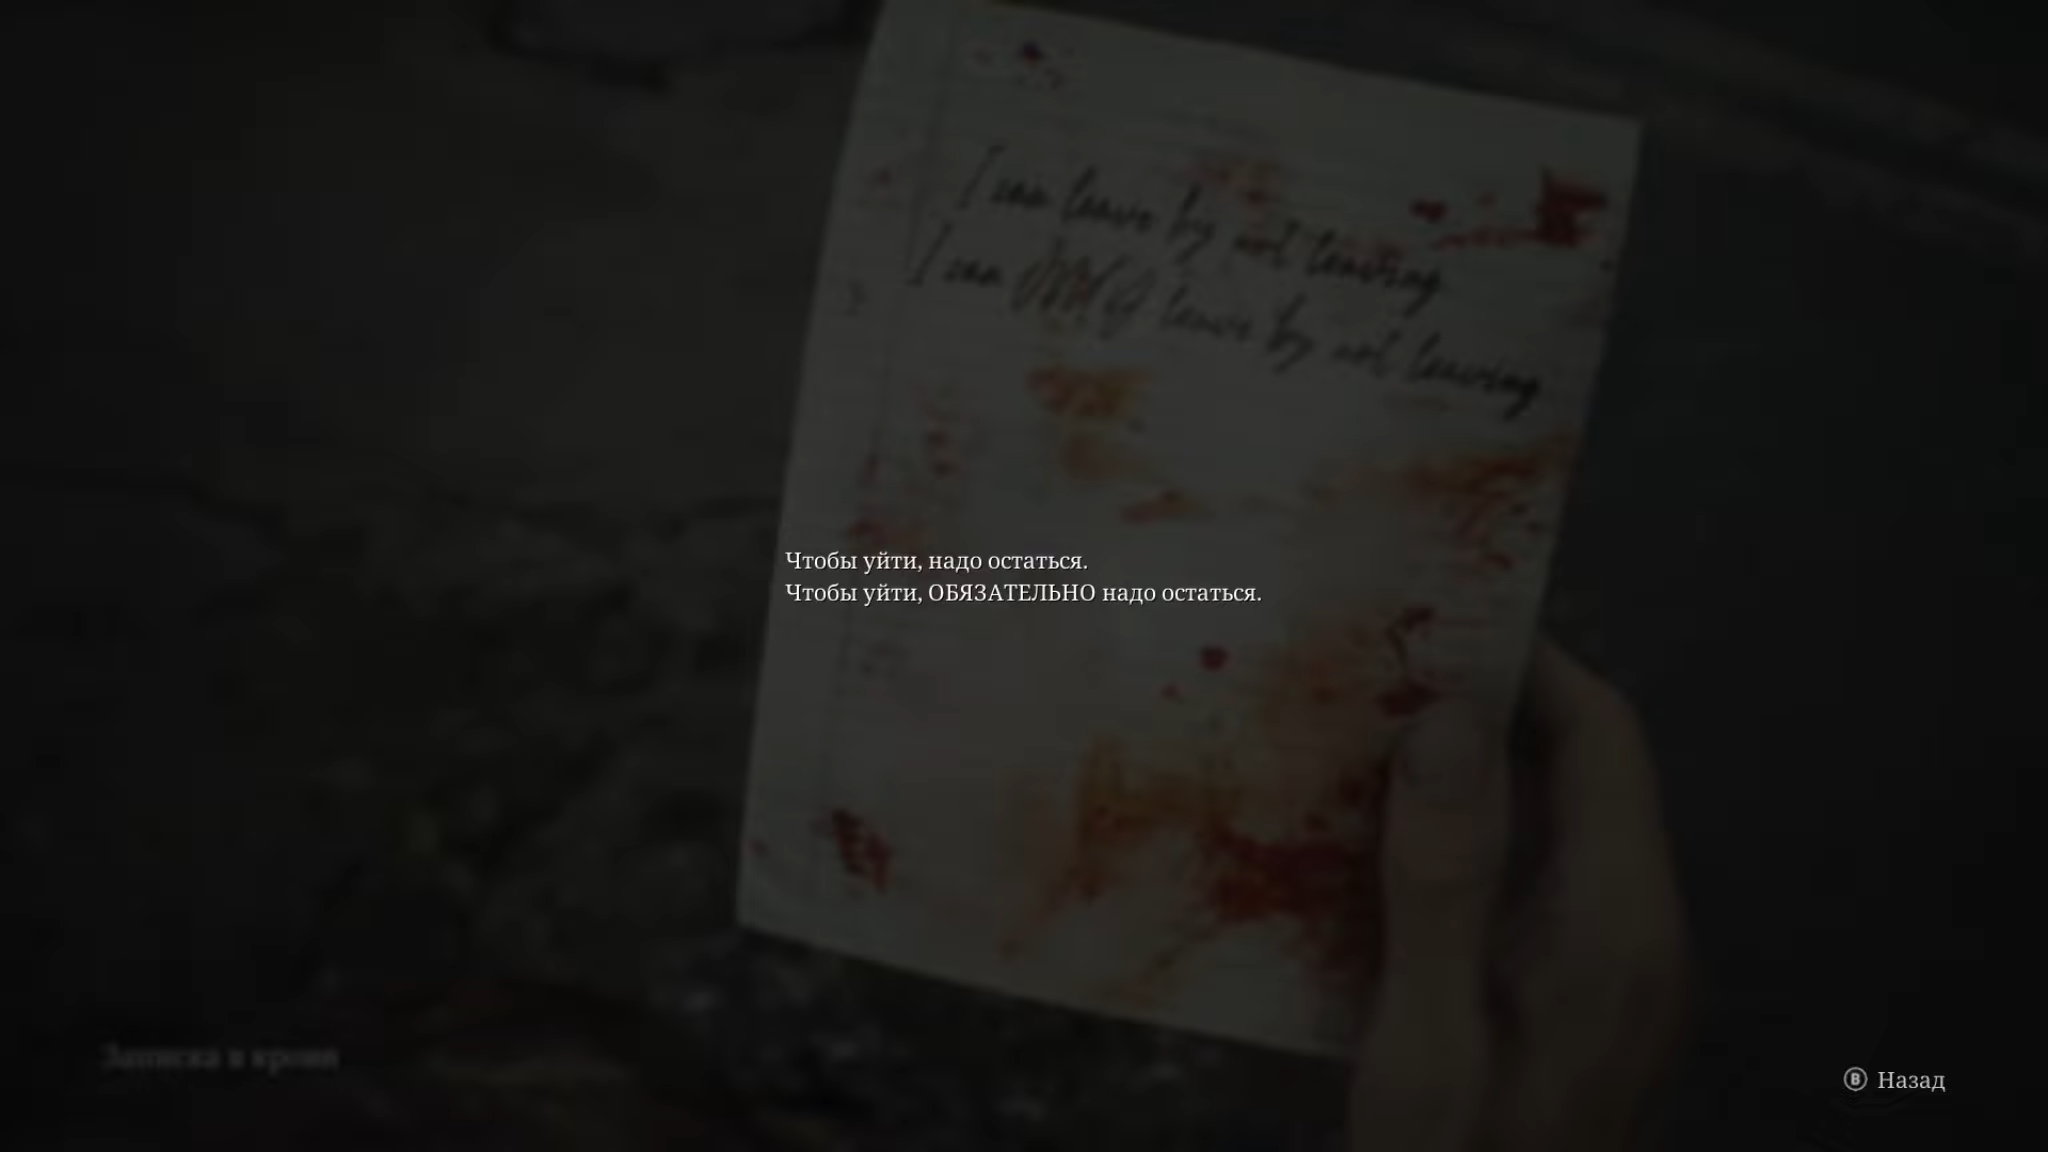 I can leave by not leaving
I can ONLY leave by not leaving
Чтобы уйти, надо остаться.
Чтобы уйти, ОБЯЗАТЕЛЬНО надо остаться.
Записка в крови
B Назад